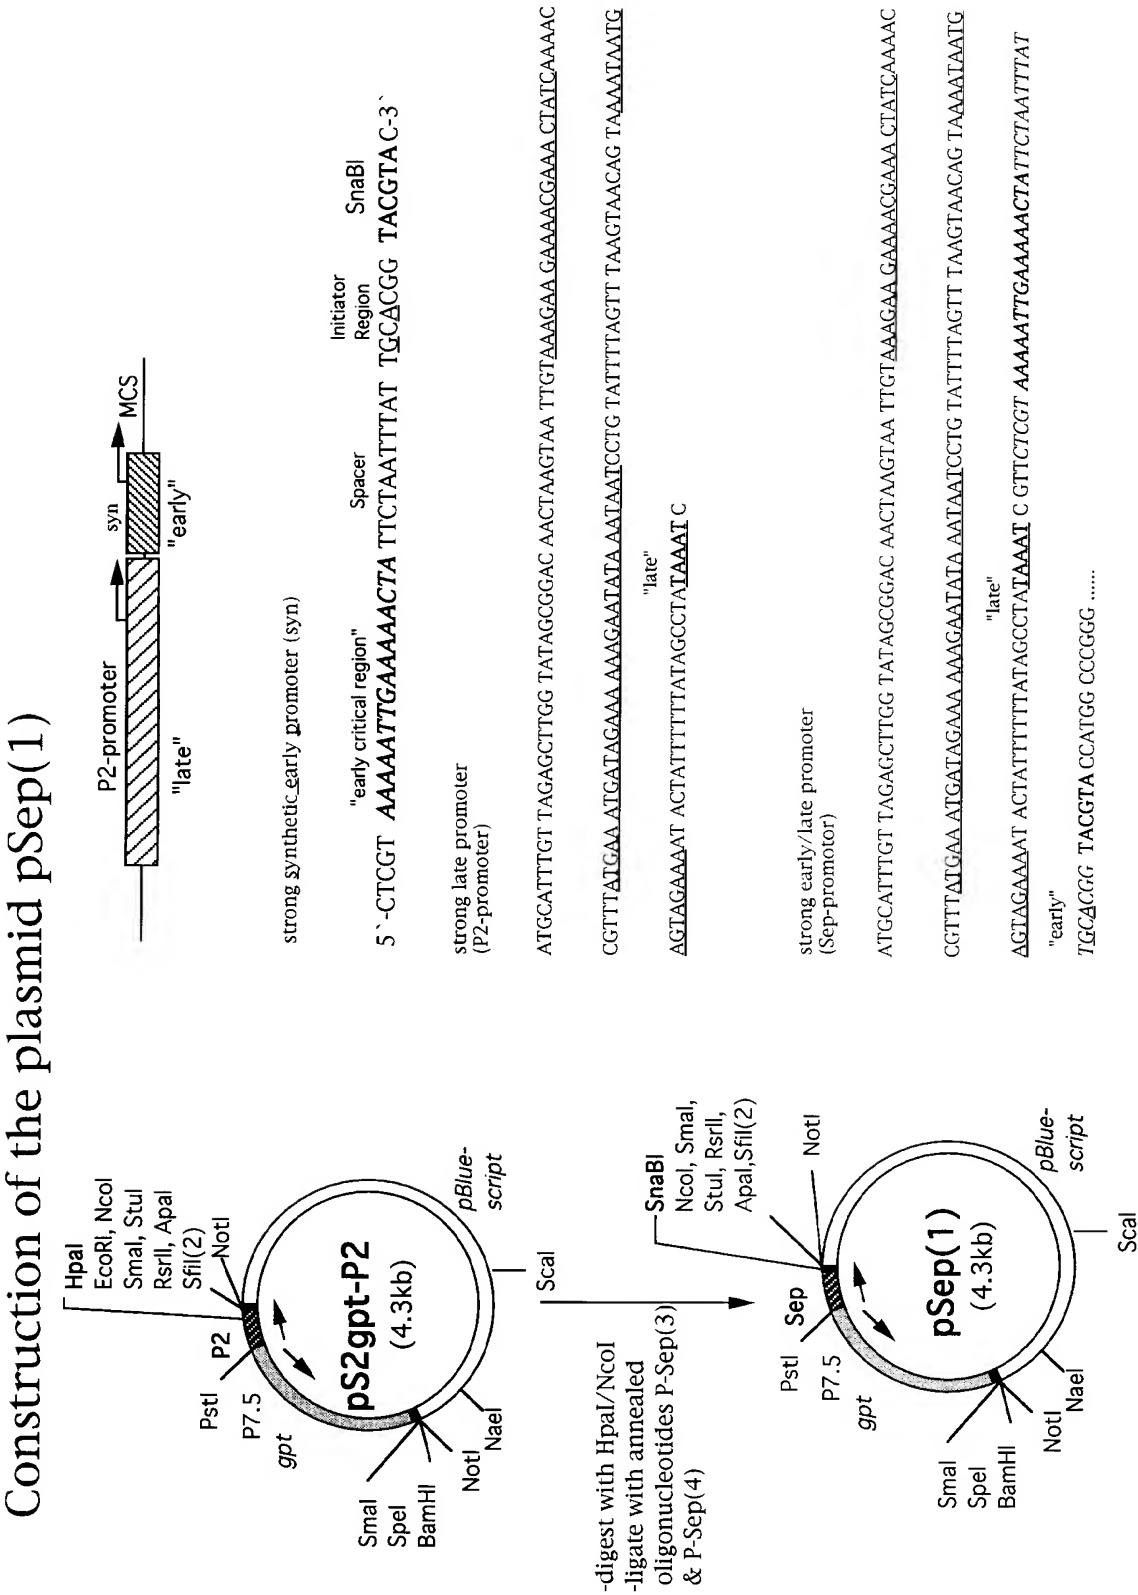 Construction of the plasmid pSep(1)
HpaI
EcoRI, NcoI
SmaI, StuI
RsrII, ApaI
SfiI(2)
NotI
P2
PstI
P7.5
gpt
pS2gpt-P2
(4.3kb)
pBlue-
script
SmaI
SpeI
BamHI
NotI
NaeI
ScaI
-digest with HpaI/NcoI
-ligate with annealed
oligonucleotides P-Sep(3)
& P-Sep(4)
SnaBI
NcoI, SmaI,
StuI, RsrII,
ApaI,SfiI(2)
NotI
Sep
PstI
P7.5
gpt
pSep(1)
(4.3kb)
pBlue-
script
SmaI
SpeI
BamHI
NotI
NaeI
ScaI
P2-promoter
syn
MCS
"late"
"early"
strong synthetic early promoter (syn)
"early critical region"
Spacer
Initiator
Region
SnaBI
5`-CTCGT AAAATTGAAAAACTA TTCTAATTTAT TGCACGG TACGTAC-3`
strong late promoter
(P2-promoter)
ATGCATTTGT TAGAGCTTGG TATAGCGGAC AACTAAGTAA TTGTAAAGAA GAAAACGAAA CTATCAAAAC
CGTTTATGAA ATGATAGAAA AAAGAATATA AATAATCCTG TATTTTAGTT TAAGTAACAG TAAAATAATG
"late"
AGTAGAAAAT ACTATTTTTTATAGCCTATAAAT C
strong early/late promoter
(Sep-promotor)
ATGCATTTGT TAGAGCTTGG TATAGCGGAC AACTAAGTAA TTGTAAAGAA GAAAACGAAA CTATCAAAAC
CGTTTATGAA ATGATAGAAA AAAGAATATA AATAATCCTG TATTTTAGTT TAAGTAACAG TAAAATAATG
"late"
AGTAGAAAAT ACTATTTTTTATAGCCTATAAAT C GTTCTCGT AAAAATTGAAAAACTATTCTAATTTAT
"early"
TGCACGG TACGTA CCATGG CCCGGG ......